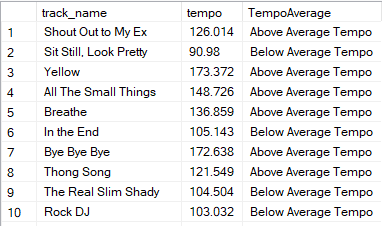 track_name tempo TempoAverage
1 Shout Out to My Ex 126.014 Above Average Tempo
2 Sit Still, Look Pretty 90.98 Below Average Tempo
3 Yellow 173.372 Above Average Tempo
4 All The Small Things 148.726 Above Average Tempo
5 Breathe 136.859 Above Average Tempo
6 In the End 105.143 Below Average Tempo
7 Bye Bye Bye 172.638 Above Average Tempo
8 Thong Song 121.549 Above Average Tempo
9 The Real Slim Shady 104.504 Below Average Tempo
10 Rock DJ 103.032 Below Average Tempo